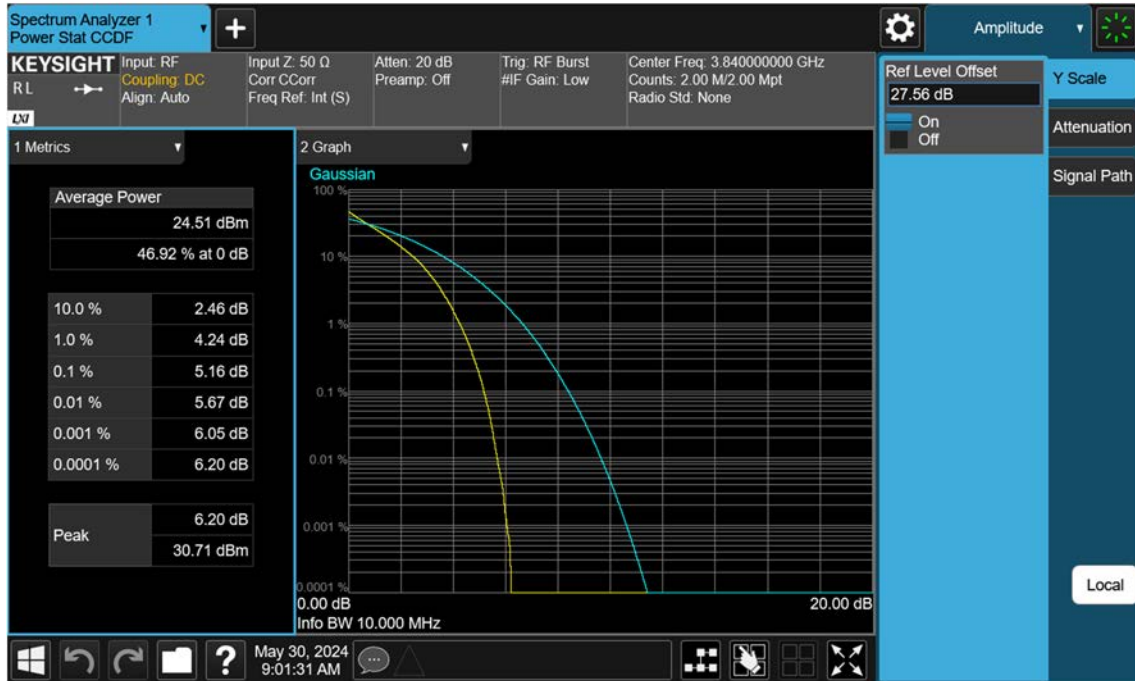 Spectrum Analyzer 1
Power Stat CCDF
+
Amplitude
KEYSIGHT
R L
LXI
Input: RF
Coupling: DC
Align: Auto
Input Z: 50 Ω
Corr CCorr
Freq Ref: Int (S)
Atten: 20 dB
Preamp: Off
Trig: RF Burst
#IF Gain: Low
Center Freq: 3.840000000 GHz
Counts: 2.00 M/2.00 Mpt
Radio Std: None
Ref Level Offset
27.56 dB
On
Off
Y Scale
Attenuation
Signal Path
1 Metrics
Average Power
24.51 dBm
46.92 % at 0 dB
10.0 % 2.46 dB
1.0 % 4.24 dB
0.1 % 5.16 dB
0.01 % 5.67 dB
0.001 % 6.05 dB
0.0001 % 6.20 dB
Peak 6.20 dB
30.71 dBm
2 Graph
Gaussian
100 %
10 %
1 %
0.1 %
0.01 %
0.001 %
0.0001 %
0.00 dB 20.00 dB
Info BW 10.000 MHz
Local
?
May 30, 2024
9:01:31 AM